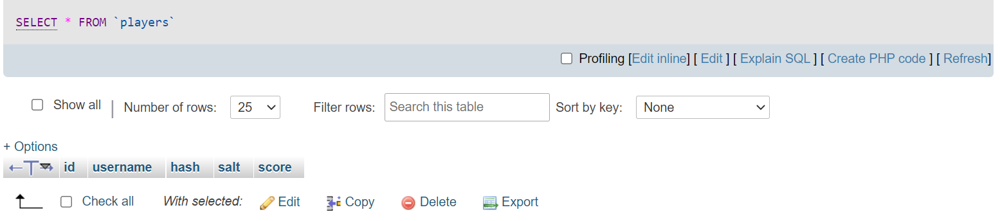 SELECT * FROM `players`
Profiling [Edit inline] [ Edit ] [ Explain SQL ] [ Create PHP code ] [ Refresh]
Show all | Number of rows: 25 Filter rows: Search this table Sort by key: None
+ Options
←T→ id username hash salt score
Check all With selected: Edit Copy Delete Export